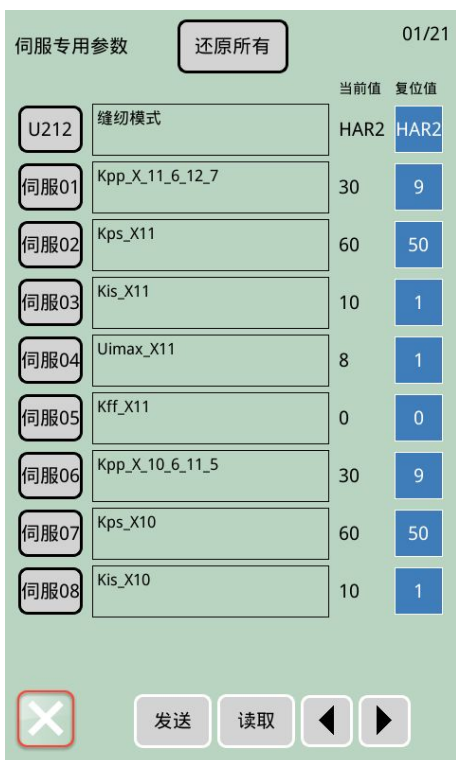 伺服专用参数 还原所有 01/21
当前值 复位值
U212 缝纫模式 HAR2 HAR2
伺服01 Kpp_X_11_6_12_7 30 9
伺服02 Kps_X11 60 50
伺服03 Kis_X11 10 1
伺服04 Uimax_X11 8 1
伺服05 Kff_X11 0 0
伺服06 Kpp_X_10_6_11_5 30 9
伺服07 Kps_X10 60 50
伺服08 Kis_X10 10 1
发送 读取